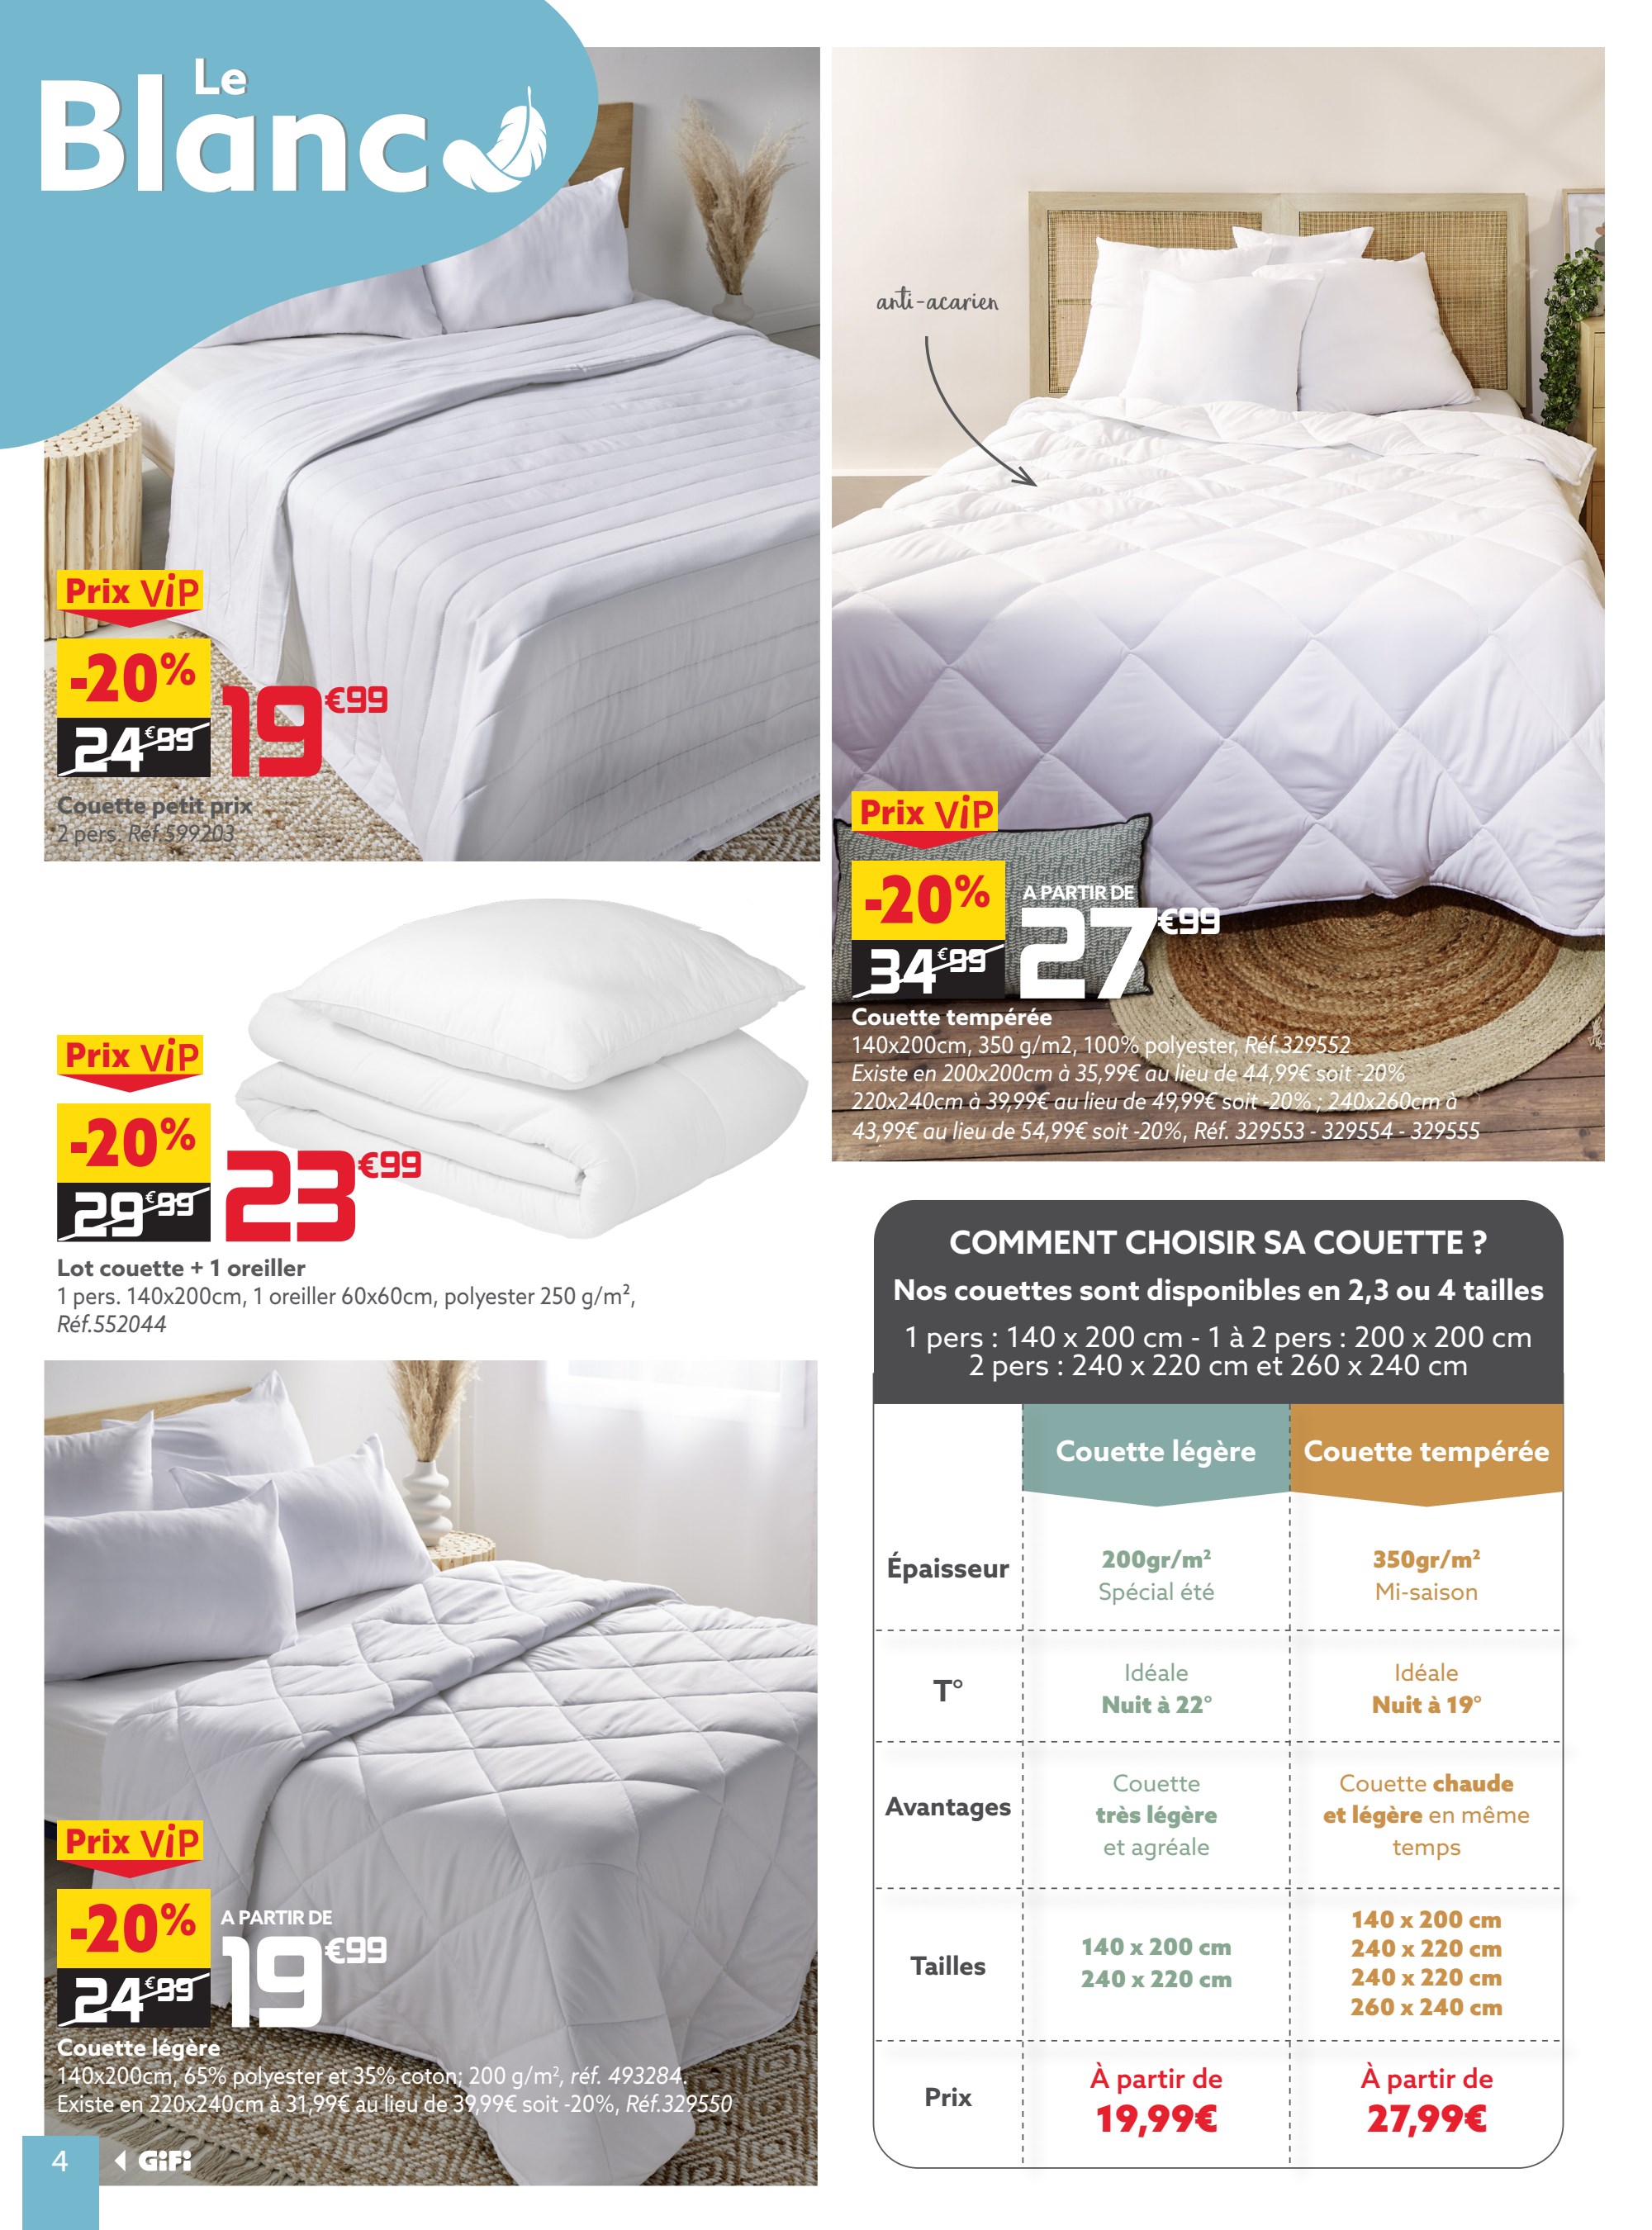 Le
Blanc
anti-acarien
Prix ViP
-20%
24€99
19€99
Couette petit prix
2 pers. Réf.599203
Prix ViP
-20%
34€99
A PARTIR DE
27€99
Couette tempérée
140x200cm, 350 g/m2, 100% polyester, Réf.329552
Existe en 200x200cm à 35,99€ au lieu de 44,99€ soit -20%
220x240cm à 39,99€ au lieu de 49,99€ soit -20% ; 240x260cm à
43,99€ au lieu de 54,99€ soit -20%, Réf. 329553 - 329554 - 329555
Prix ViP
-20%
29€99
23€99
Lot couette + 1 oreiller
1 pers. 140x200cm, 1 oreiller 60x60cm, polyester 250 g/m²,
Réf.552044
Prix ViP
-20%
24€99
A PARTIR DE
19€99
Couette légère
140x200cm, 65% polyester et 35% coton; 200 g/m², réf. 493284.
Existe en 220x240cm à 31,99€ au lieu de 39,99€ soit -20%, Réf.329550
COMMENT CHOISIR SA COUETTE ?
Nos couettes sont disponibles en 2,3 ou 4 tailles
1 pers : 140 x 200 cm - 1 à 2 pers : 200 x 200 cm
2 pers : 240 x 220 cm et 260 x 240 cm
Couette légère
Couette tempérée
Épaisseur
200gr/m²
Spécial été
350gr/m²
Mi-saison
T°
Idéale
Nuit à 22°
Idéale
Nuit à 19°
Avantages
Couette
très légère
et agréale
Couette chaude
et légère en même
temps
Tailles
140 x 200 cm
240 x 220 cm
140 x 200 cm
240 x 220 cm
240 x 220 cm
260 x 240 cm
Prix
À partir de
19,99€
À partir de
27,99€
4
GiFi